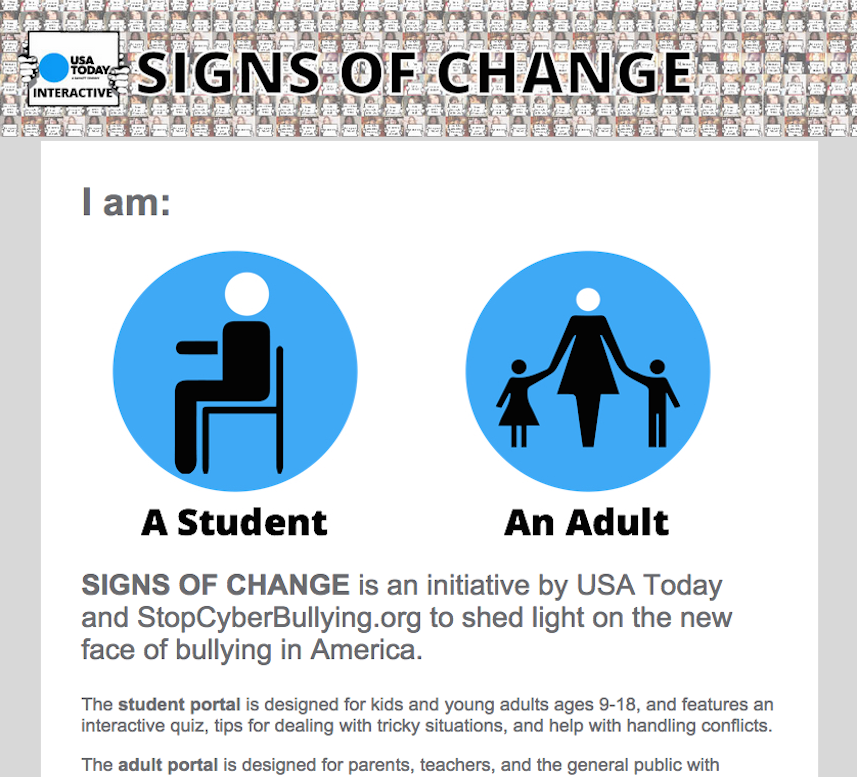 USA
TODAY
INTERACTIVE
SIGNS OF CHANGE
I am:
A Student
An Adult
SIGNS OF CHANGE is an initiative by USA Today
and StopCyberBullying.org to shed light on the new
face of bullying in America.
The student portal is designed for kids and young adults ages 9-18, and features an
interactive quiz, tips for dealing with tricky situations, and help with handling conflicts.
The adult portal is designed for parents, teachers, and the general public with